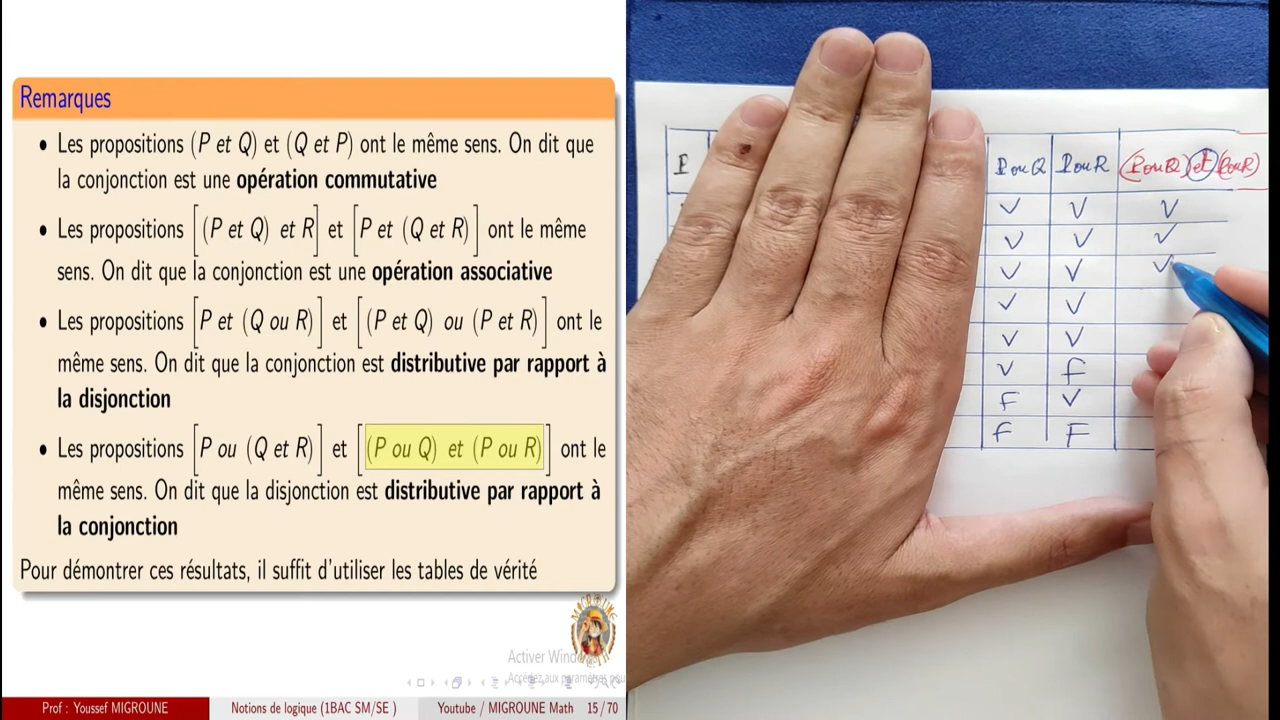 Remarques
• Les propositions (P et Q) et (Q et P) ont le même sens. On dit que
la conjonction est une opération commutative
• Les propositions [(P et Q) et R] et [P et (Q et R)] ont le même
sens. On dit que la conjonction est une opération associative
• Les propositions [P et (Q ou R)] et [(P et Q) ou (P et R)] ont le
même sens. On dit que la conjonction est distributive par rapport à
la disjonction
• Les propositions [P ou (Q et R)] et [(P ou Q) et (P ou R)] ont le
même sens. On dit que la disjonction est distributive par rapport à
la conjonction
Pour démontrer ces résultats, il suffit d'utiliser les tables de vérité
Activer Wind
Accédez aux paramètres pou
Prof : Youssef MIGROUNE Notions de logique (1BAC SM/SE ) Youtube / MIGROUNE Math 15 / 70
P P ou Q P ou R (P ou Q) et (P ou R)
V V V
V V V
V V V
V V
V V
V F
F V
F F